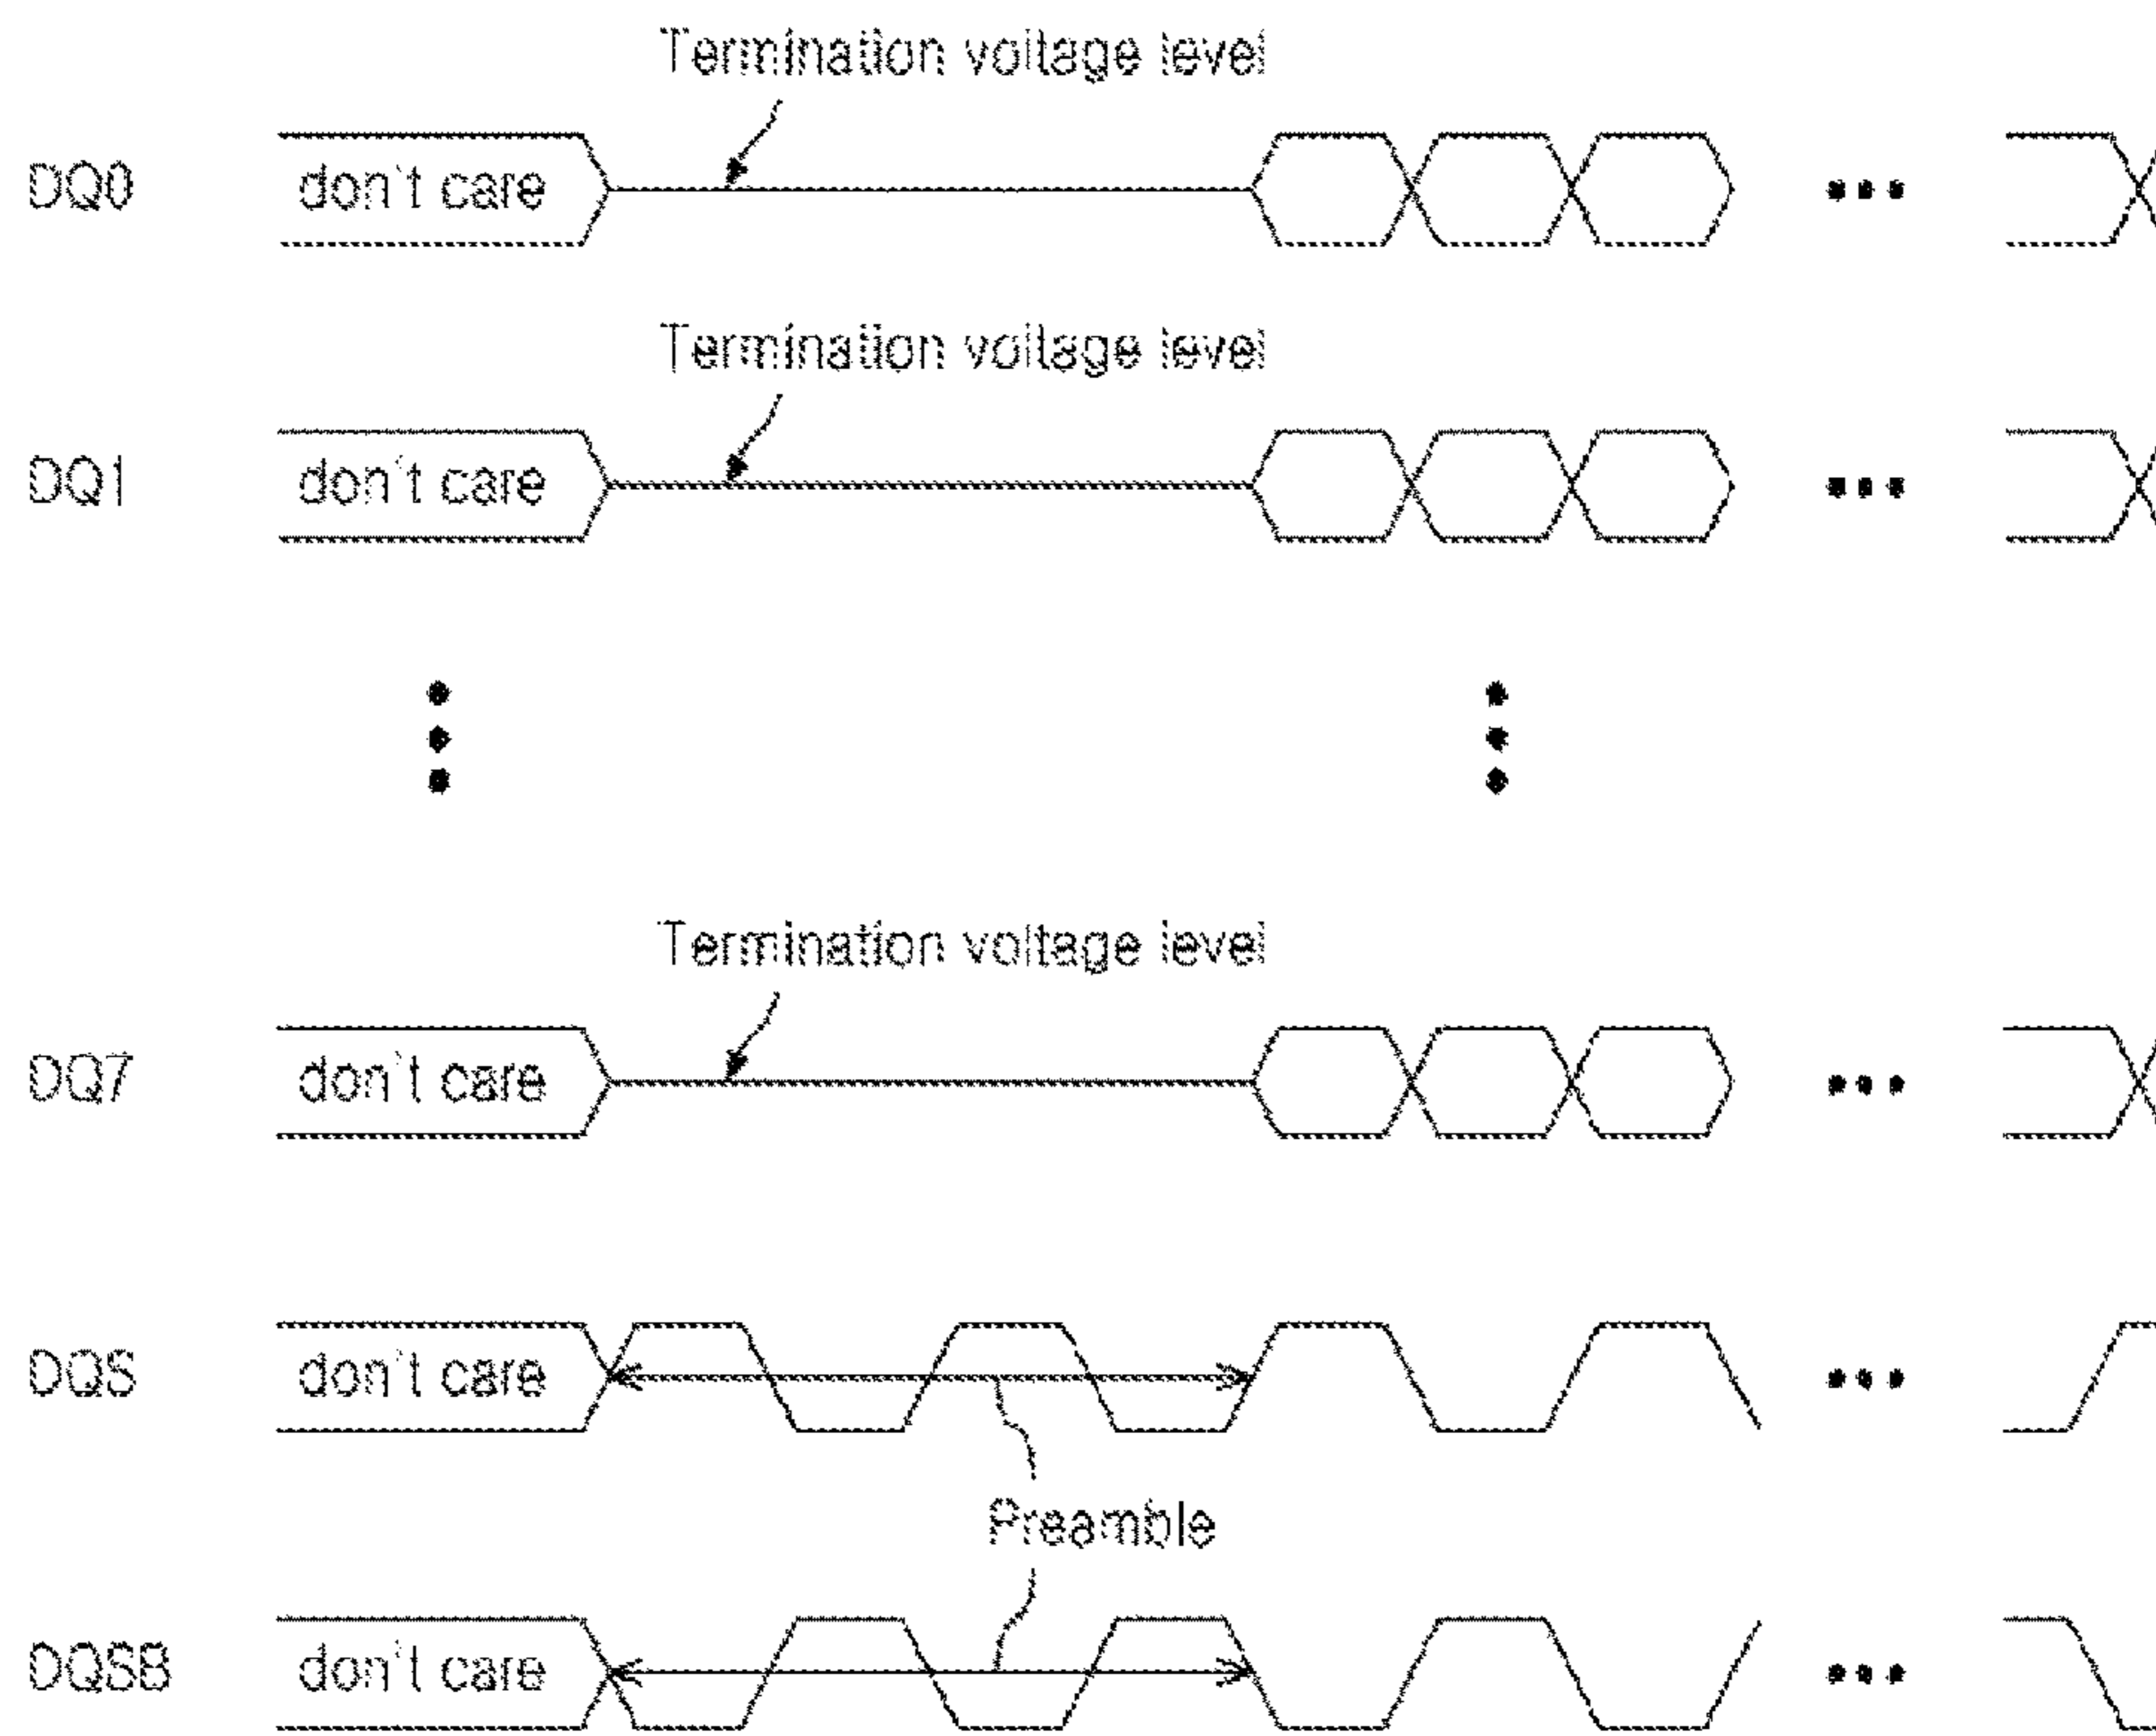 Termination voltage level
DQ0 don't care
Termination voltage level
DQ1 don't care
Termination voltage level
DQ7 don't care
DQS don't care
Preamble
DQSB don't care